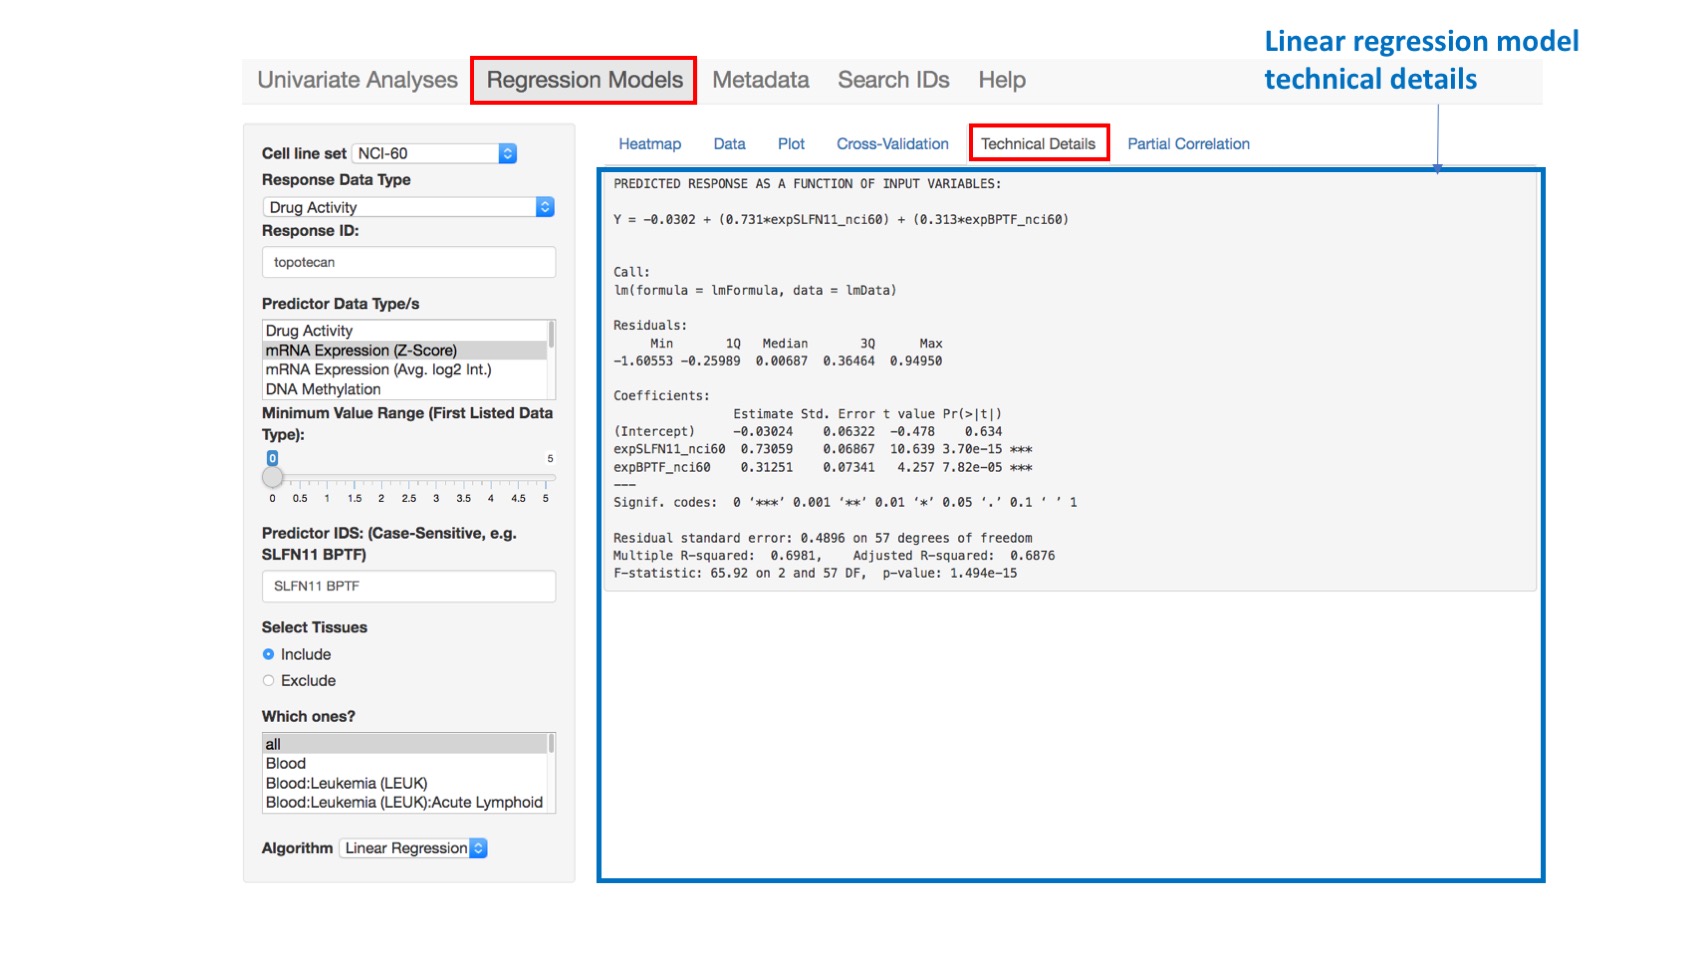 Linear regression model
technical details
Univariate Analyses Regression Models Metadata Search IDs Help
Cell line set NCI-60
Response Data Type
Drug Activity
Response ID:
topotecan
Predictor Data Type/s
Drug Activity
mRNA Expression (Z-Score)
mRNA Expression (Avg. log2 Int.)
DNA Methylation
Minimum Value Range (First Listed Data
Type):
0 5
0 0.5 1 1.5 2 2.5 3 3.5 4 4.5 5
Predictor IDS: (Case-Sensitive, e.g.
SLFN11 BPTF)
SLFN11 BPTF
Select Tissues
Include
Exclude
Which ones?
all
Blood
Blood:Leukemia (LEUK)
Blood:Leukemia (LEUK):Acute Lymphoid
Algorithm Linear Regression
Heatmap Data Plot Cross-Validation Technical Details Partial Correlation
PREDICTED RESPONSE AS A FUNCTION OF INPUT VARIABLES:
Y = -0.0302 + (0.731*expSLFN11_nci60) + (0.313*expBPTF_nci60)
Call:
lm(formula = lmFormula, data = lmData)
Residuals:
Min 1Q Median 3Q Max
-1.60553 -0.25989 0.00687 0.36464 0.94950
Coefficients:
Estimate Std. Error t value Pr(>|t|)
(Intercept) -0.03024 0.06322 -0.478 0.634
expSLFN11_nci60 0.73059 0.06867 10.639 3.70e-15 ***
expBPTF_nci60 0.31251 0.07341 4.257 7.82e-05 ***
---
Signif. codes: 0 ‘***’ 0.001 ‘**’ 0.01 ‘*’ 0.05 ‘.’ 0.1 ‘ ’ 1
Residual standard error: 0.4896 on 57 degrees of freedom
Multiple R-squared: 0.6981, Adjusted R-squared: 0.6876
F-statistic: 65.92 on 2 and 57 DF, p-value: 1.494e-15